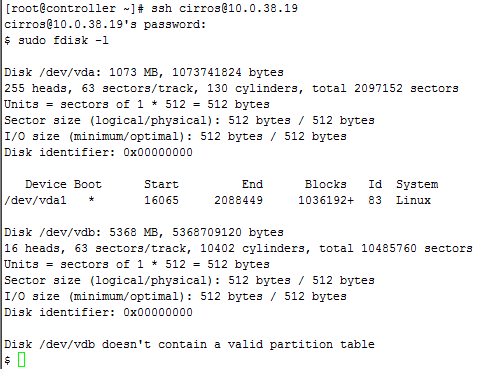 [root@controller ~]# ssh cirros@10.0.38.19
cirros@10.0.38.19's password:
$ sudo fdisk -l

Disk /dev/vda: 1073 MB, 1073741824 bytes
255 heads, 63 sectors/track, 130 cylinders, total 2097152 sectors
Units = sectors of 1 * 512 = 512 bytes
Sector size (logical/physical): 512 bytes / 512 bytes
I/O size (minimum/optimal): 512 bytes / 512 bytes
Disk identifier: 0x00000000

   Device Boot      Start         End      Blocks   Id  System
/dev/vda1   *       16065     2088449     1036192+  83  Linux

Disk /dev/vdb: 5368 MB, 5368709120 bytes
16 heads, 63 sectors/track, 10402 cylinders, total 10485760 sectors
Units = sectors of 1 * 512 = 512 bytes
Sector size (logical/physical): 512 bytes / 512 bytes
I/O size (minimum/optimal): 512 bytes / 512 bytes
Disk identifier: 0x00000000

Disk /dev/vdb doesn't contain a valid partition table
$